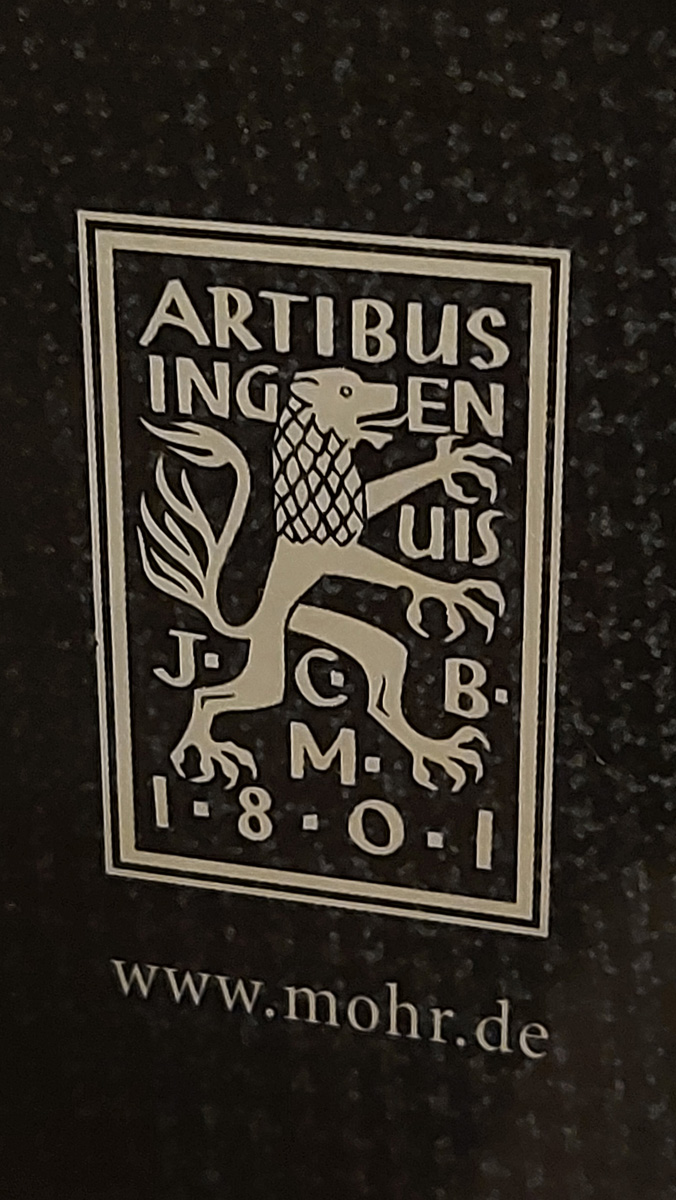 ARTIBUS
INGEN
UIS
J· C· B·
M·
1·8·0·1
www.mohr.de